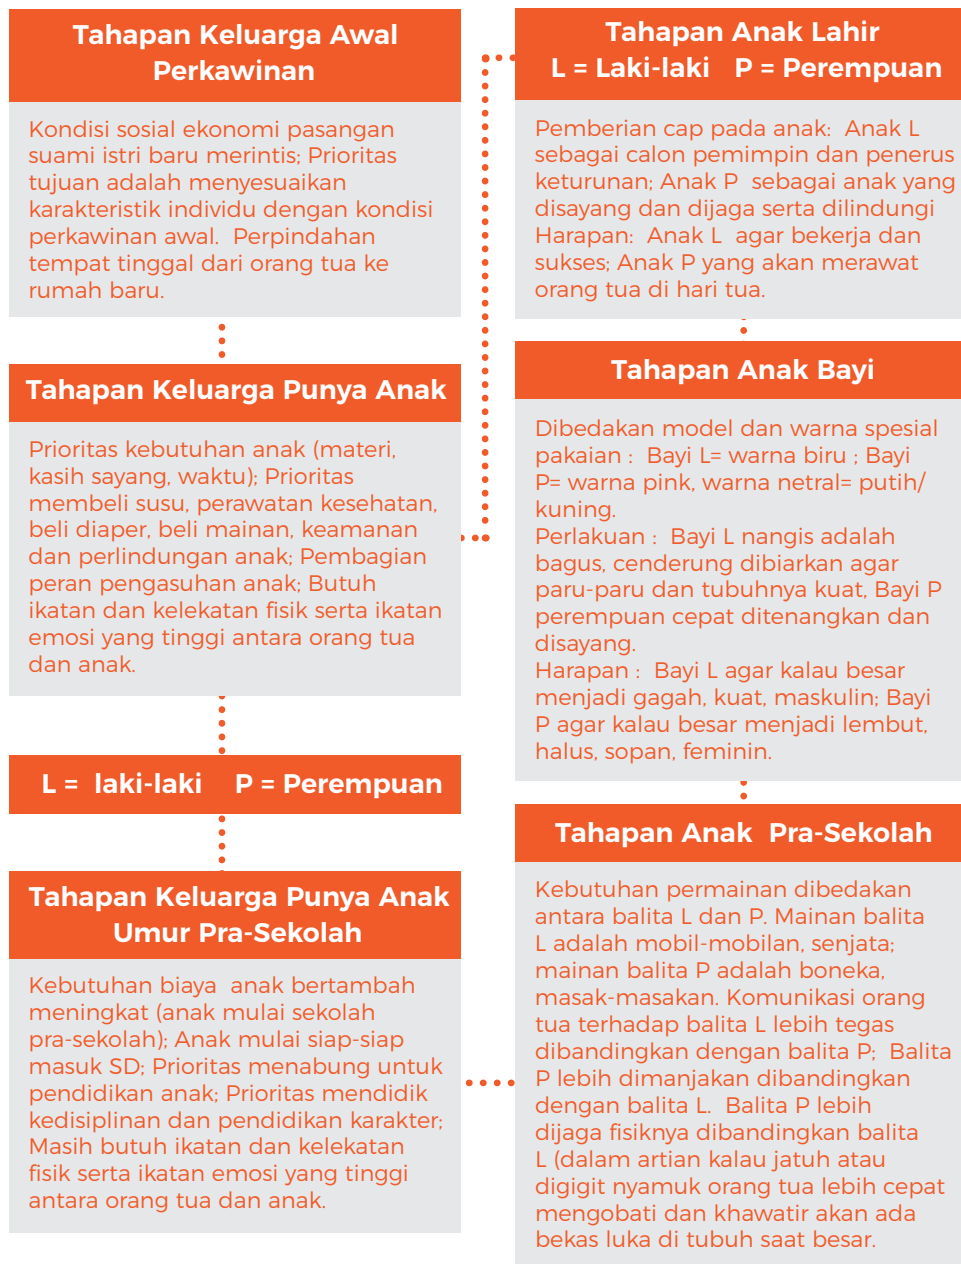 Tahapan Keluarga Awal
Perkawinan
Kondisi sosial ekonomi pasangan
suami istri baru merintis; Prioritas
tujuan adalah menyesuaikan
karakteristik individu dengan kondisi
perkawinan awal.  Perpindahan
tempat tinggal dari orang tua ke
rumah baru.
Tahapan Keluarga Punya Anak
Prioritas kebutuhan anak (materi,
kasih sayang, waktu); Prioritas
membeli susu, perawatan kesehatan,
beli diaper, beli mainan, keamanan
dan perlindungan anak; Pembagian
peran pengasuhan anak; Butuh
ikatan dan kelekatan fisik serta ikatan
emosi yang tinggi antara orang tua
dan anak.
L =  laki-laki    P = Perempuan
Tahapan Keluarga Punya Anak
Umur Pra-Sekolah
Kebutuhan biaya  anak bertambah
meningkat (anak mulai sekolah
pra-sekolah); Anak mulai siap-siap
masuk SD; Prioritas menabung untuk
pendidikan anak; Prioritas mendidik
kedisiplinan dan pendidikan karakter;
Masih butuh ikatan dan kelekatan
fisik serta ikatan emosi yang tinggi
antara orang tua dan anak.
Tahapan Anak Lahir
L = Laki-laki   P = Perempuan
Pemberian cap pada anak:  Anak L
sebagai calon pemimpin dan penerus
keturunan; Anak P  sebagai anak yang
disayang dan dijaga serta dilindungi
Harapan:  Anak L  agar bekerja dan
sukses; Anak P yang akan merawat
orang tua di hari tua.
Tahapan Anak Bayi
Dibedakan model dan warna spesial
pakaian :  Bayi L= warna biru ; Bayi
P= warna pink, warna netral= putih/
kuning.
Perlakuan :  Bayi L nangis adalah
bagus, cenderung dibiarkan agar
paru-paru dan tubuhnya kuat, Bayi P
perempuan cepat ditenangkan dan
disayang.
Harapan :  Bayi L agar kalau besar
menjadi gagah, kuat, maskulin; Bayi
P agar kalau besar menjadi lembut,
halus, sopan, feminin.
Tahapan Anak  Pra-Sekolah
Kebutuhan permainan dibedakan
antara balita L dan P. Mainan balita
L adalah mobil-mobilan, senjata;
mainan balita P adalah boneka,
masak-masakan. Komunikasi orang
tua terhadap balita L lebih tegas
dibandingkan dengan balita P;  Balita
P lebih dimanjakan dibandingkan
dengan balita L.  Balita P lebih
dijaga fisiknya dibandingkan balita
L (dalam artian kalau jatuh atau
digigit nyamuk orang tua lebih cepat
mengobati dan khawatir akan ada
bekas luka di tubuh saat besar.